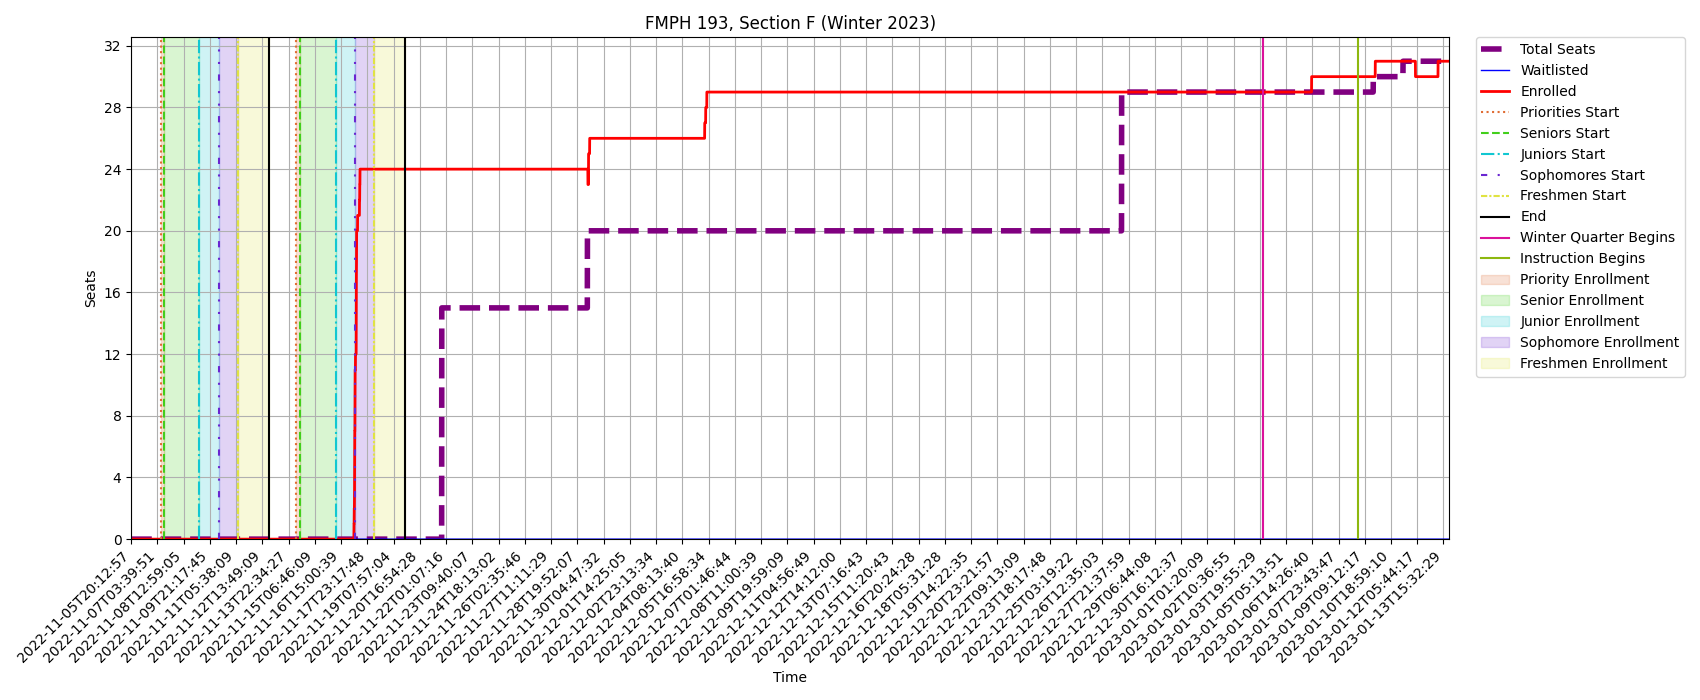 FMPH 193, Section F (Winter 2023)
Seats
32
28
24
20
16
12
8
4
0
2022-11-05T20:12:57
2022-11-07T03:39:51
2022-11-08T12:59:05
2022-11-09T21:17:45
2022-11-11T05:38:09
2022-11-12T13:49:09
2022-11-13T22:34:27
2022-11-15T06:46:09
2022-11-16T15:00:39
2022-11-17T23:17:48
2022-11-19T07:57:04
2022-11-20T16:54:28
2022-11-22T01:07:16
2022-11-23T09:40:07
2022-11-24T18:13:02
2022-11-26T02:35:46
2022-11-27T11:11:29
2022-11-28T19:52:07
2022-11-30T04:47:32
2022-12-01T14:25:05
2022-12-02T23:13:34
2022-12-04T08:13:40
2022-12-05T16:58:34
2022-12-07T01:46:44
2022-12-08T11:00:39
2022-12-09T19:59:09
2022-12-11T04:56:49
2022-12-12T14:12:00
2022-12-13T17:16:43
2022-12-15T11:20:43
2022-12-16T20:24:28
2022-12-18T05:31:28
2022-12-19T14:22:35
2022-12-20T23:21:57
2022-12-22T09:13:09
2022-12-23T18:17:48
2022-12-25T03:19:22
2022-12-26T12:35:03
2022-12-27T21:37:59
2022-12-29T06:44:08
2022-12-30T16:12:37
2023-01-01T01:20:09
2023-01-02T10:36:55
2023-01-03T19:55:29
2023-01-05T05:13:51
2023-01-06T14:26:40
2023-01-07T23:43:47
2023-01-09T09:12:17
2023-01-10T18:59:10
2023-01-12T05:44:17
2023-01-13T15:32:29
Time
Total Seats
Waitlisted
Enrolled
Priorities Start
Seniors Start
Juniors Start
Sophomores Start
Freshmen Start
End
Winter Quarter Begins
Instruction Begins
Priority Enrollment
Senior Enrollment
Junior Enrollment
Sophomore Enrollment
Freshmen Enrollment